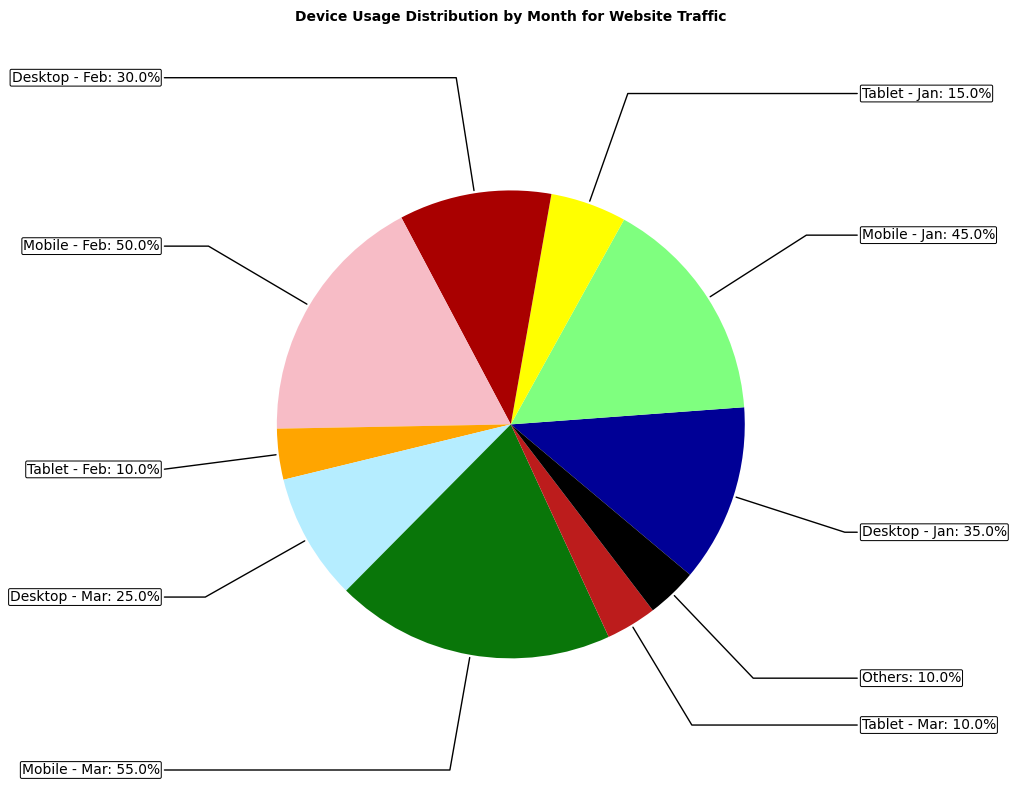 Device Usage Distribution by Month for Website Traffic
Desktop - Feb: 30.0%
Tablet - Jan: 15.0%
Mobile - Jan: 45.0%
Mobile - Feb: 50.0%
Tablet - Feb: 10.0%
Desktop - Jan: 35.0%
Desktop - Mar: 25.0%
Others: 10.0%
Tablet - Mar: 10.0%
Mobile - Mar: 55.0%